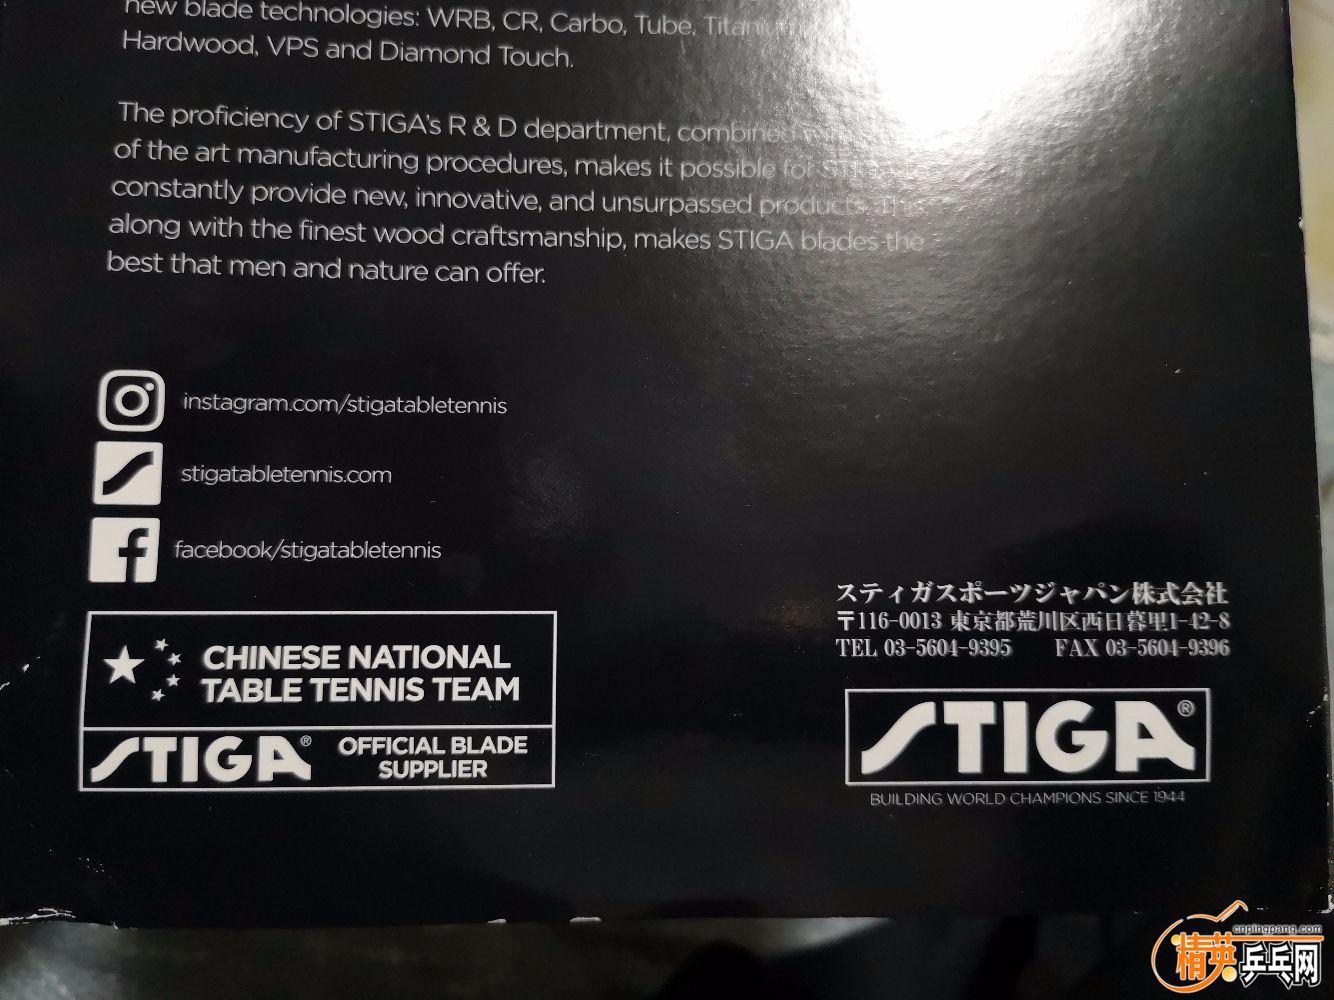 new blade technologies: WRB, CR, Carbo, Tube, Titanium
Hardwood, VPS and Diamond Touch.
The proficiency of STIGA's R & D department, combined with
of the art manufacturing procedures, makes it possible for STIGA to
constantly provide new, innovative, and unsurpassed products. This
along with the finest wood craftsmanship, makes STIGA blades the
best that men and nature can offer.
instagram.com/stigatabletennis
stigatabletennis.com
facebook/stigatabletennis
CHINESE NATIONAL
TABLE TENNIS TEAM
STIGA®
OFFICIAL BLADE
SUPPLIER
スティガスポーツジャパン株式会社
〒116-0013 東京都荒川区西日暮里1-42-8
TEL 03-5604-9395 FAX 03-5604-9396
STIGA®
BUILDING WORLD CHAMPIONS SINCE 1944
cnpingpang.com
精英乒乓网